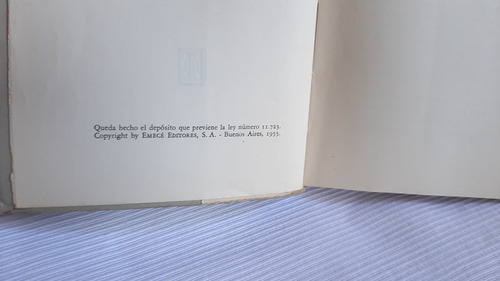 Queda hecho el depósito que previene la ley número 11.723.
Copyright by EMECÉ EDITORES, S. A. - Buenos Aires, 1955.